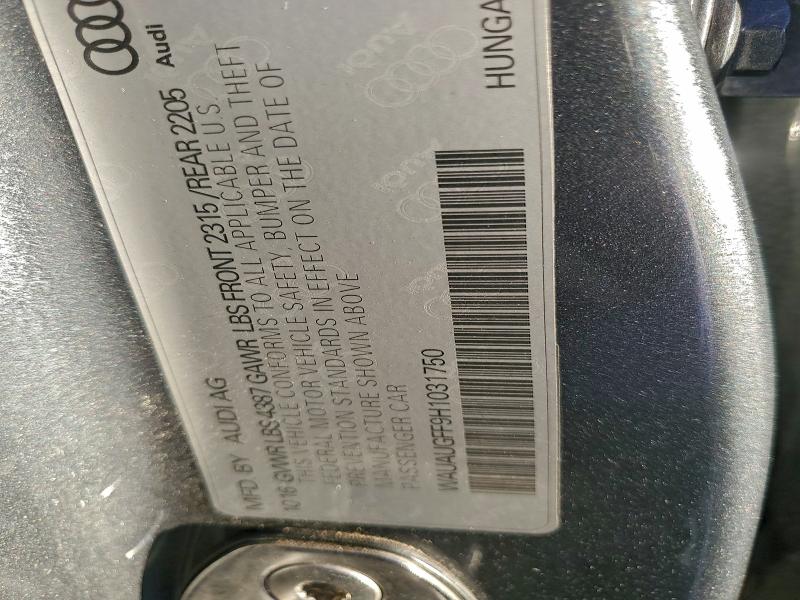 Audi
MFD BY AUDI AG
10.16 GVWR LBS 4387 GAWR LBS FRONT 2315 /REAR 2205
THIS VEHICLE CONFORMS TO ALL APPLICABLE U.S.
FEDERAL MOTOR VEHICLE SAFETY, BUMPER AND THEFT
PREVENTION STANDARDS IN EFFECT ON THE DATE OF
MANUFACTURE SHOWN ABOVE
PASSENGER CAR
WAUAUGFF9H1031750
HUNGA
Audi
Audi